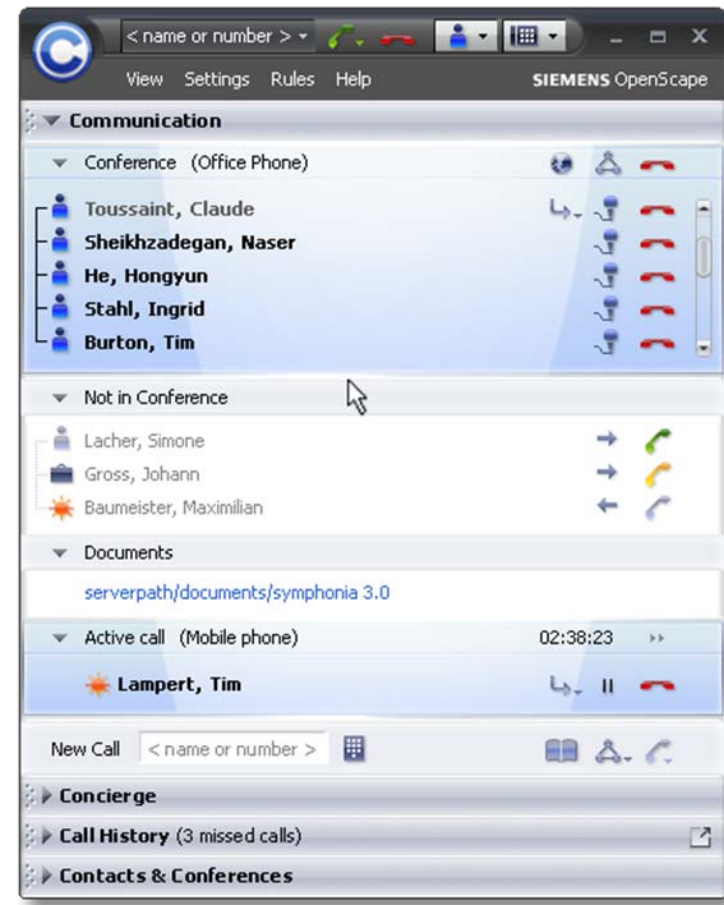 < name or number >
View Settings Rules Help SIEMENS OpenScape
Communication
Conference (Office Phone)
Toussaint, Claude
Sheikhzadegan, Naser
He, Hongyun
Stahl, Ingrid
Burton, Tim
Not in Conference
Lacher, Simone
Gross, Johann
Baumeister, Maximilian
Documents
serverpath/documents/symphonia 3.0
Active call (Mobile phone) 02:38:23
Lampert, Tim
New Call < name or number >
Concierge
Call History (3 missed calls)
Contacts & Conferences